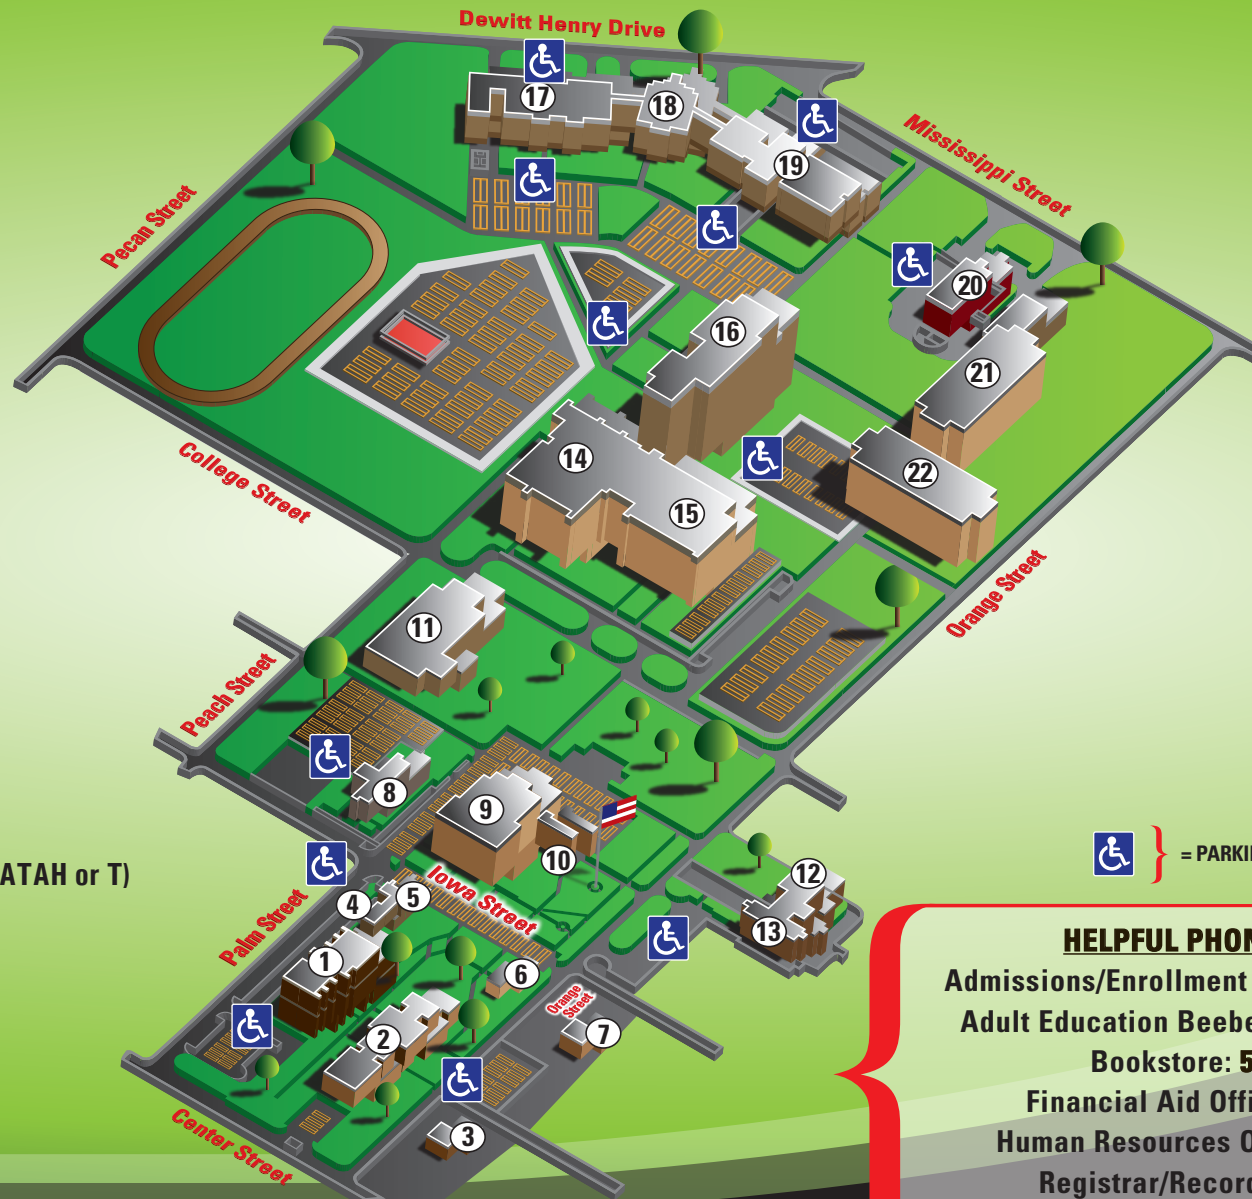 Dewitt Henry Drive
17
18
19
Mississippi Street
Pecan Street
20
16
21
College Street
14
22
15
Orange Street
11
Peach Street
8
9
10
= PARKI
ATAH or T)
12
Iowa Street
4
5
13
Palm Street
1
6
HELPFUL PHON
Admissions/Enrollment
Orange
Street
Adult Education Beebe
2
7
Bookstore: 5
Financial Aid Offi
Center Street
3
Human Resources O
Registrar/Recor